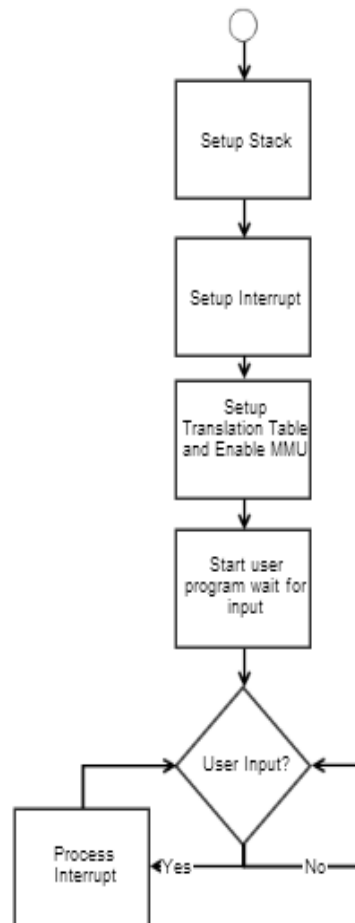 Setup Stack
Setup Interrupt
Setup
Translation Table
and Enable MMU
Start user
program wait for
input
User Input?
Process
Interrupt
Yes
No